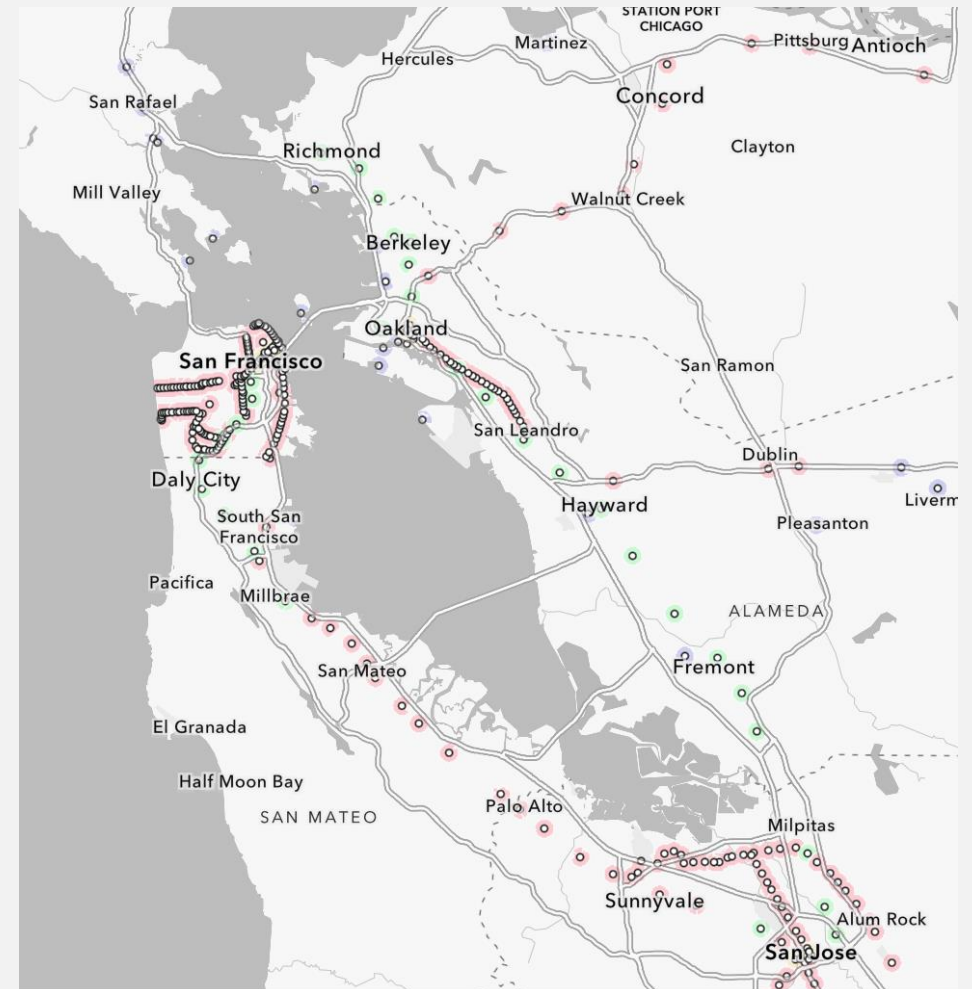 STATION PORT
CHICAGO
Martinez
Pittsburg
Antioch
Hercules
San Rafael
Concord
Richmond
Clayton
Mill Valley
Walnut Creek
Berkeley
Oakland
San Francisco
San Ramon
San Leandro
Dublin
Daly City
Hayward
Liverm
South San
Francisco
Pleasanton
Pacifica
Millbrae
ALAMEDA
San Mateo
Fremont
El Granada
Half Moon Bay
SAN MATEO
Palo Alto
Milpitas
Sunnyvale
Alum Rock
San Jose